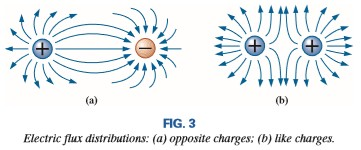 + −
+ +
(a) (b)
FIG. 3
Electric flux distributions: (a) opposite charges; (b) like charges.